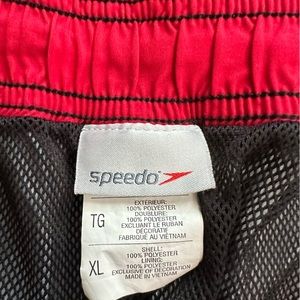 speedo
TG
EXTÉRIEUR:
100% POLYESTER
DOUBLURE:
100% POLYESTER
EXCLUANT LE RUBAN
DÉCORATIF
FABRIQUÉ AU VIETNAM
XL
SHELL:
100% POLYESTER
LINING:
100% POLYESTER
EXCLUSIVE OF DECORATION
MADE IN VIETNAM